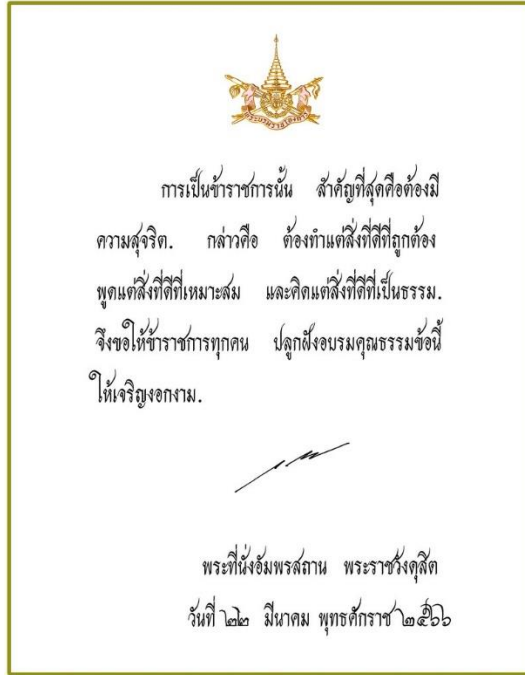 การเป็นข้าราชการนั้น สำคัญที่สุดคือต้องมี
ความสุจริต. กล่าวคือ ต้องทำแต่สิ่งที่ดีที่ถูกต้อง
พูดแต่สิ่งที่ดีที่เหมาะสม และคิดแต่สิ่งที่ดีที่เป็นธรรม.
จึงขอให้ข้าราชการทุกคน ปลูกฝังอบรมคุณธรรมข้อนี้
ให้เจริญงอกงาม.
พระที่นั่งอัมพรสถาน พระราชวังดุสิต
วันที่ ๒๒ มีนาคม พุทธศักราช ๒๕๖๖